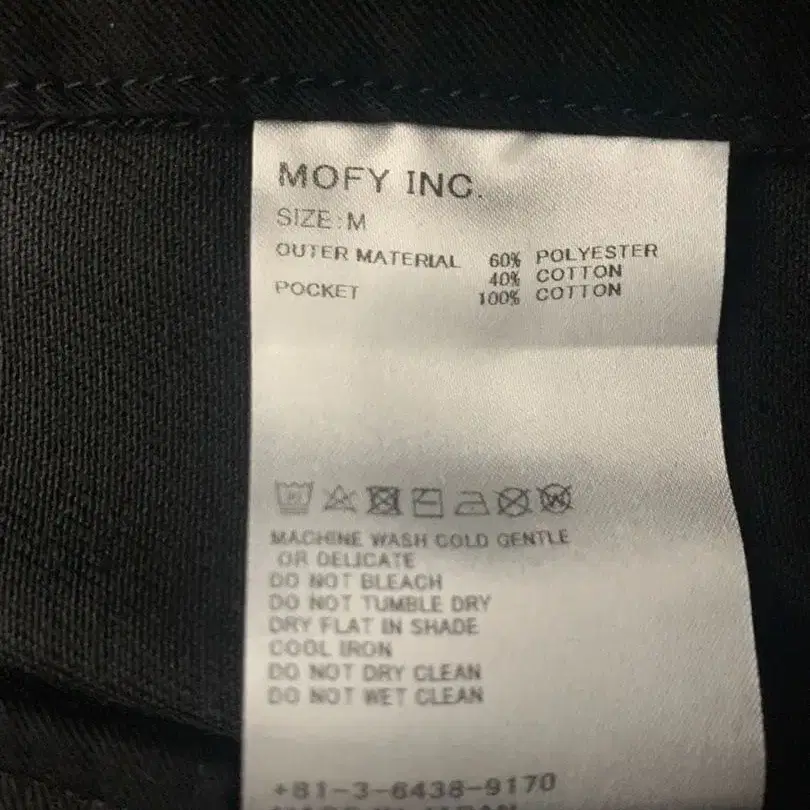 MOFY INC.
SIZE:M
OUTER MATERIAL 60% POLYESTER
40% COTTON
POCKET 100% COTTON
MACHINE WASH COLD GENTLE
OR DELICATE
DO NOT BLEACH
DO NOT TUMBLE DRY
DRY FLAT IN SHADE
COOL IRON
DO NOT DRY CLEAN
DO NOT WET CLEAN
+81-3-6438-9170